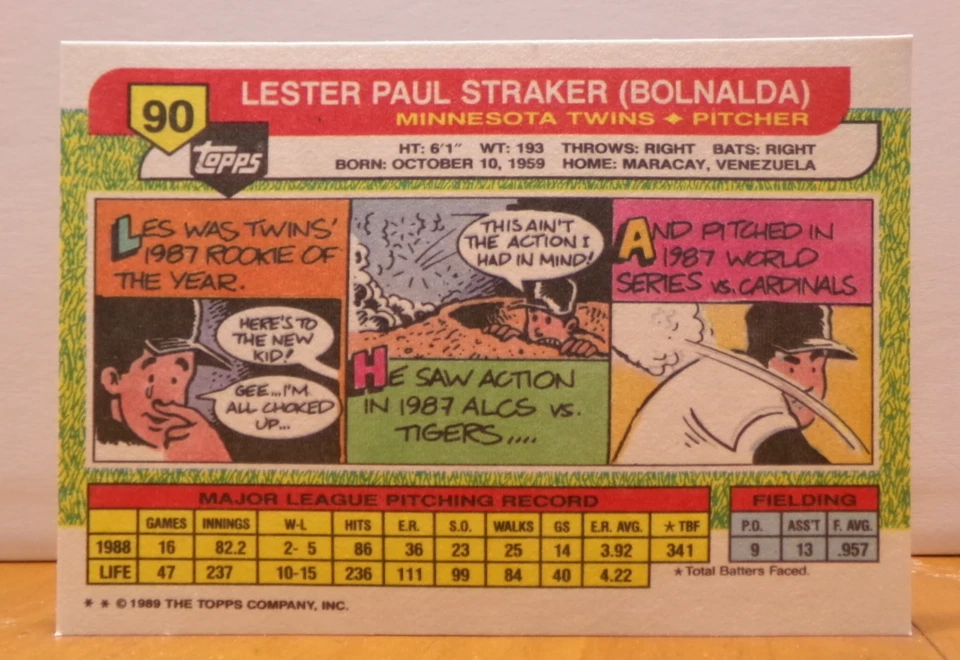 90
LESTER PAUL STRAKER (BOLNALDA)
MINNESOTA TWINS ✦ PITCHER
topps
HT: 6'1" WT: 193 THROWS: RIGHT BATS: RIGHT
BORN: OCTOBER 10, 1959 HOME: MARACAY, VENEZUELA
LES WAS TWINS'
1987 ROOKIE OF
THE YEAR.
HERE'S TO
THE NEW
KID!
GEE...I'M
ALL CHOKED
UP...
THIS AIN'T
THE ACTION I
HAD IN MIND!
HE SAW ACTION
IN 1987 ALCS vs.
TIGERS....
AND PITCHED IN
1987 WORLD
SERIES vs. CARDINALS
MAJOR LEAGUE PITCHING RECORD
GAMES INNINGS W-L HITS E.R. S.O. WALKS GS E.R. AVG. ★ TBF
1988 16 82.2 2- 5 86 36 23 25 14 3.92 341
LIFE 47 237 10-15 236 111 99 84 40 4.22
★ Total Batters Faced.
FIELDING
P.O. ASS'T F. AVG.
9 13 .957
* * © 1989 THE TOPPS COMPANY, INC.